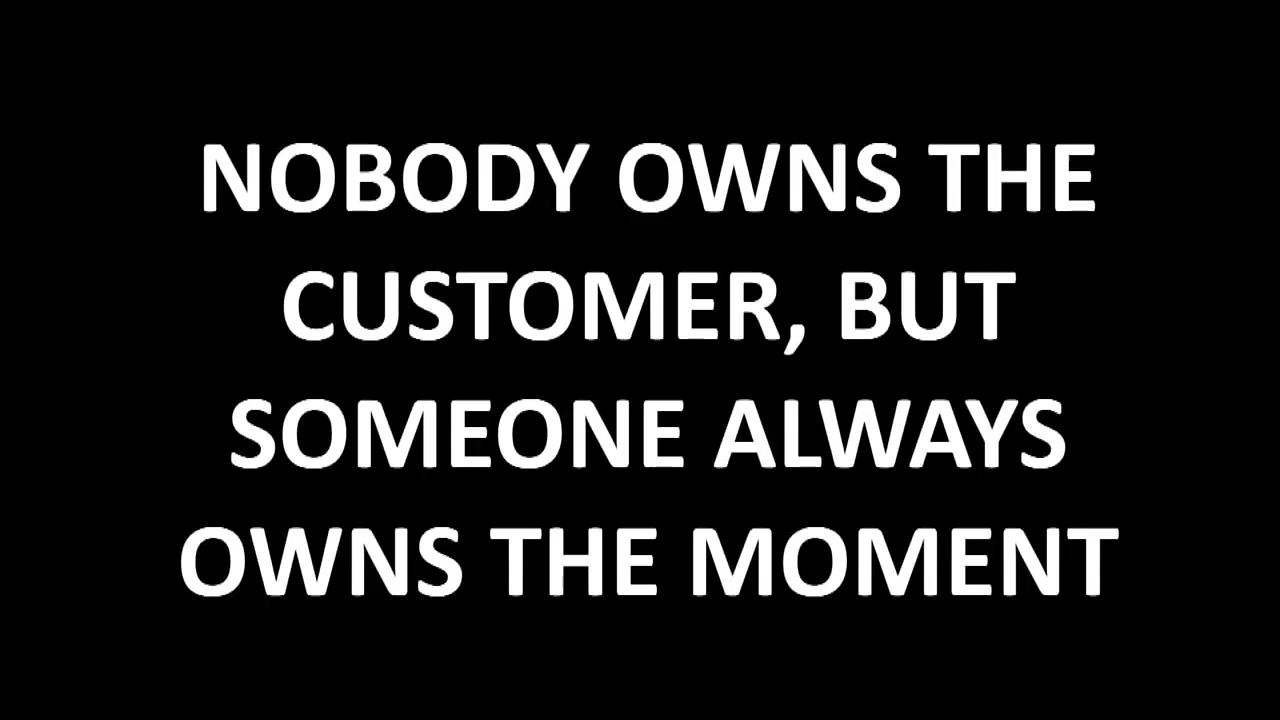 NOBODY OWNS THE
CUSTOMER, BUT
SOMEONE ALWAYS
OWNS THE MOMENT